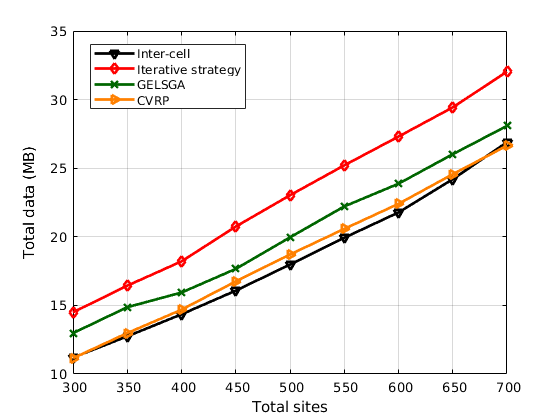 35
30
25
20
15
10
Total data (MB)
Inter-cell
Iterative strategy
GELSGA
CVRP
300 350 400 450 500 550 600 650 700
Total sites